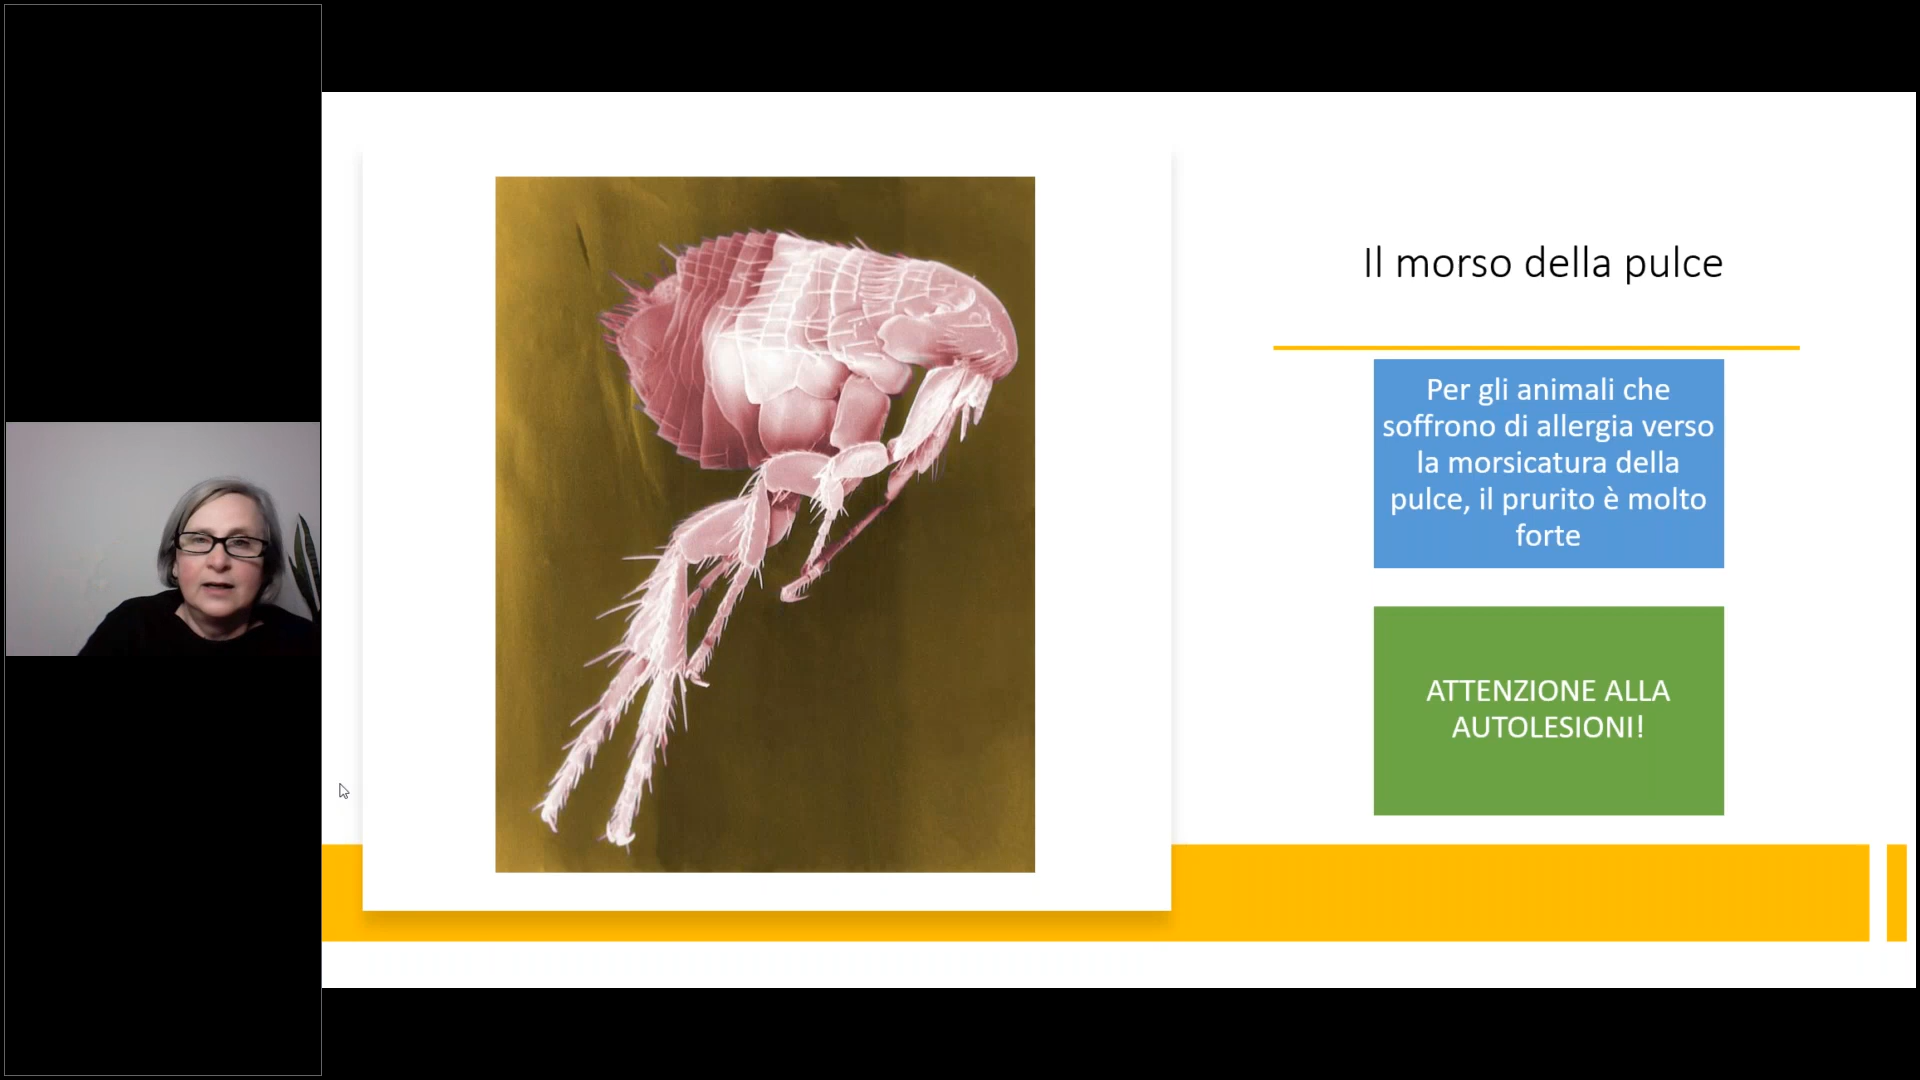 Il morso della pulce
Per gli animali che
soffrono di allergia verso
la morsicatura della
pulce, il prurito è molto
forte
ATTENZIONE ALLA
AUTOLESIONI!